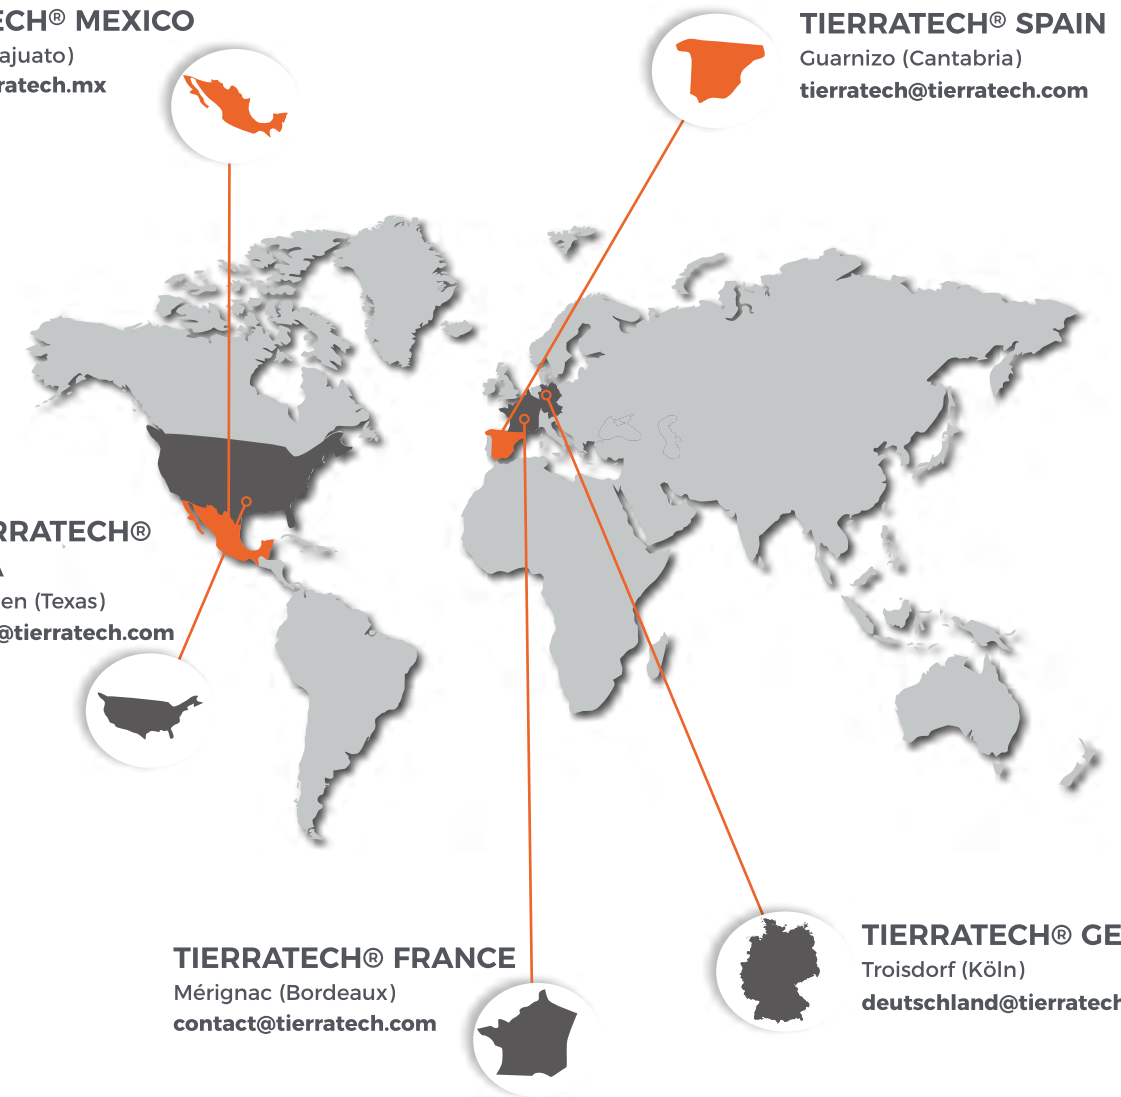 ECH® MEXICO
ajuato)
ratech.mx
TIERRATECH® SPAIN
Guarnizo (Cantabria)
tierratech@tierratech.com
RRATECH®
A
en (Texas)
@tierratech.com
TIERRATECH® FRANCE
Mérignac (Bordeaux)
contact@tierratech.com
TIERRATECH® GE
Troisdorf (Köln)
deutschland@tierratech